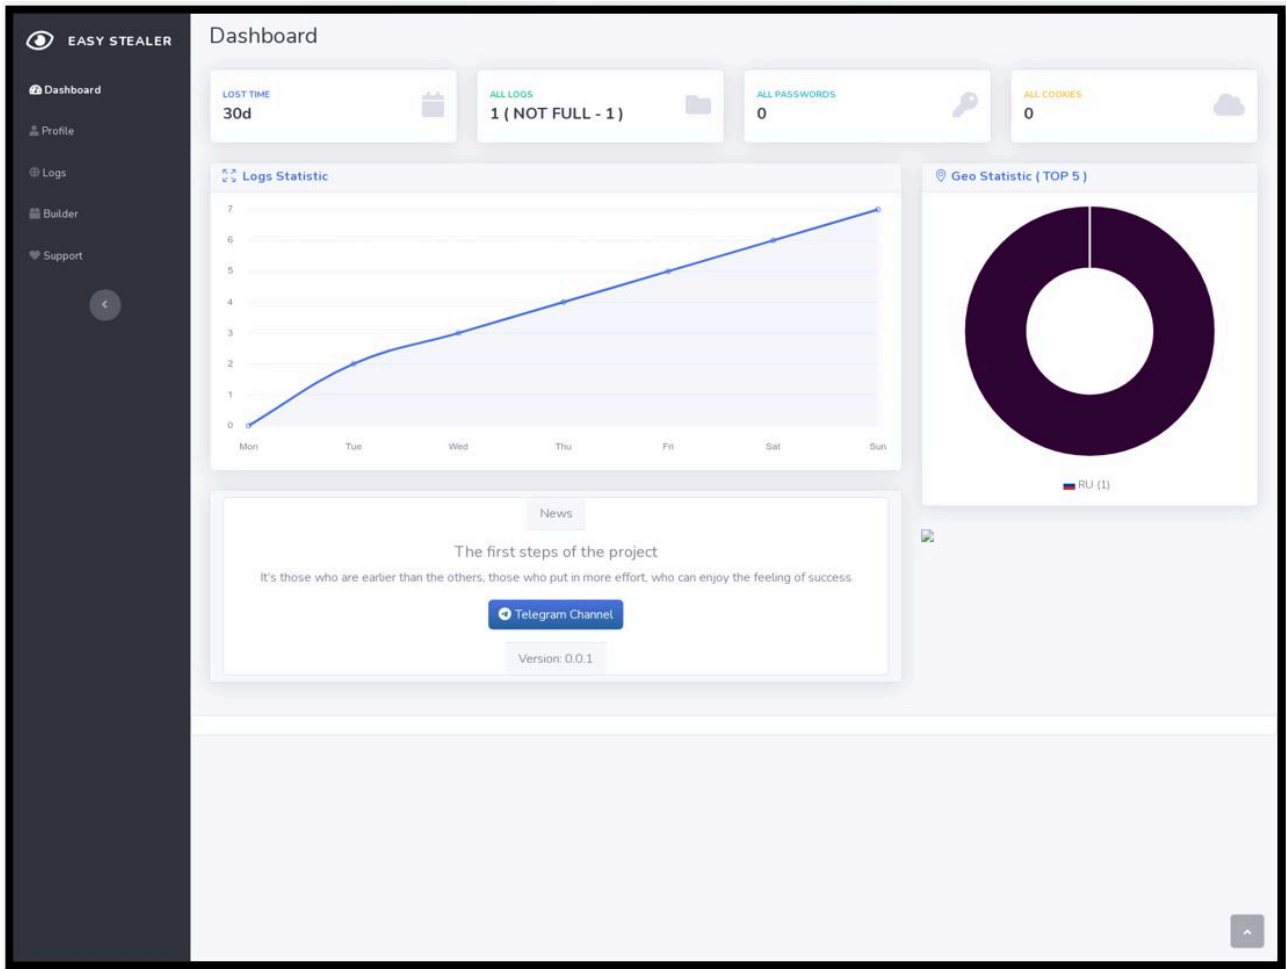 EASY STEALER
Dashboard
Profile
Logs
Builder
Support
Dashboard
LOST TIME
30d
ALL LOGS
1 ( NOT FULL - 1 )
ALL PASSWORDS
0
ALL COOKIES
0
Logs Statistic
7
6
5
4
3
2
1
0
Mon Tue Wed Thu Fri Sat Sun
Geo Statistic ( TOP 5 )
RU (1)
News
The first steps of the project
It's those who are earlier than the others, those who put in more effort, who can enjoy the feeling of success
Telegram Channel
Version: 0.0.1